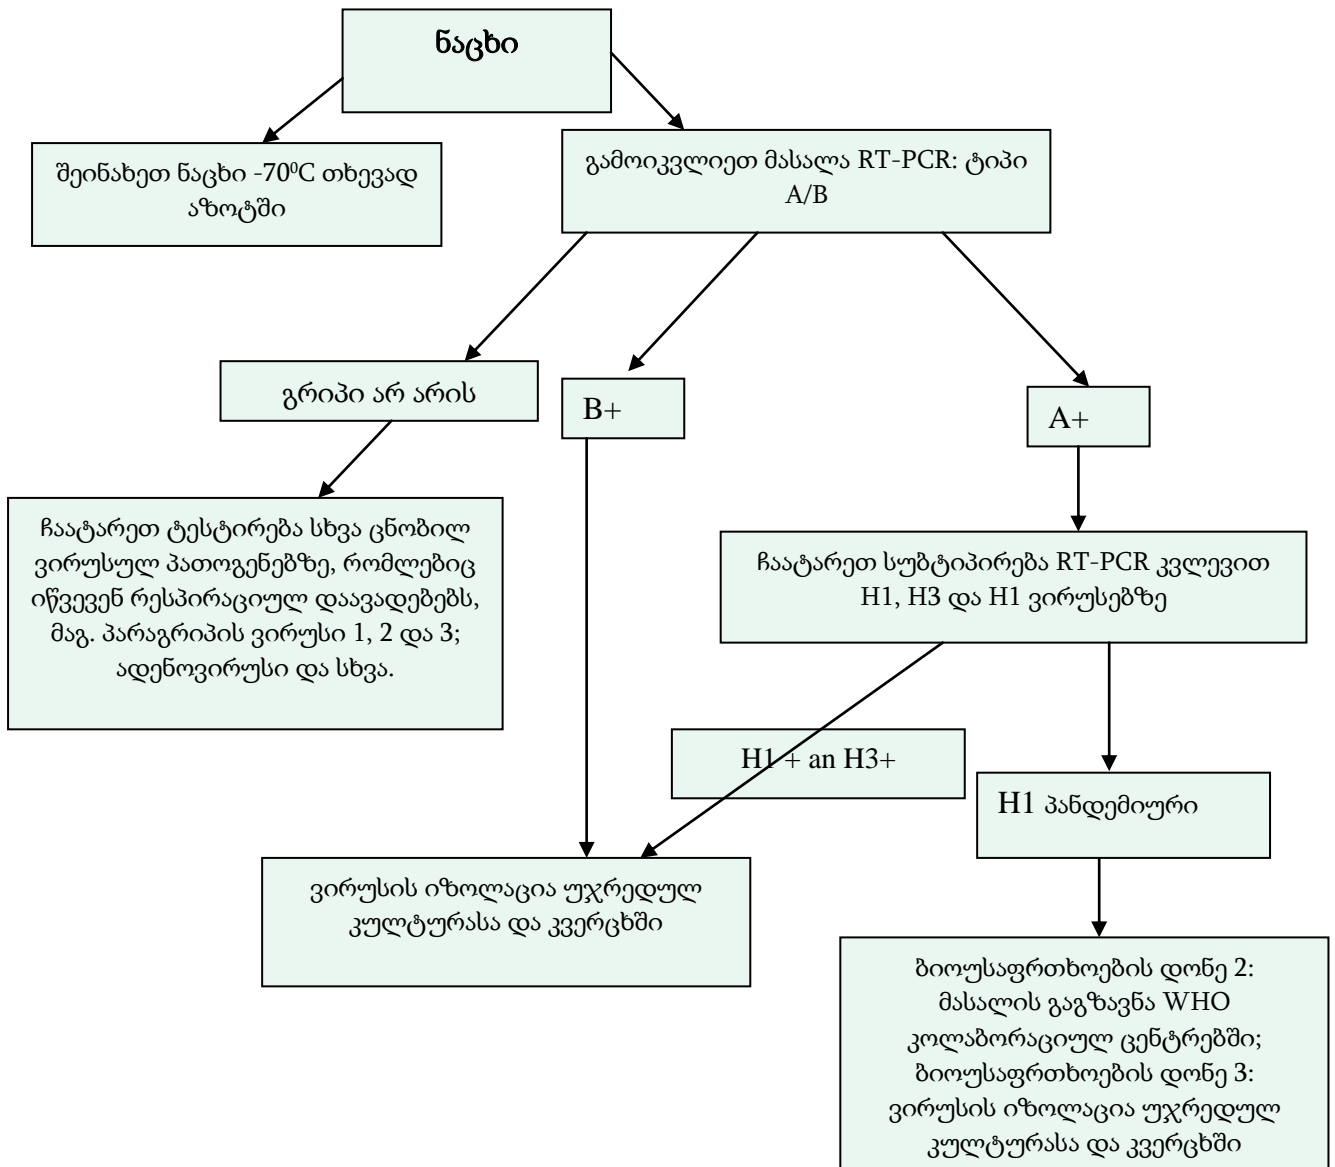 ნაცხი
შეინახეთ ნაცხი -70⁰C თხევად
აზოტში
გამოიკვლიეთ მასალა RT-PCR: ტიპი
A/B
გრიპი არ არის
B+
A+
ჩაატარეთ ტესტირება სხვა ცნობილ
ვირუსულ პათოგენებზე, რომლებიც
იწვევენ რესპირაციულ დაავადებებს,
მაგ. პარაგრიპის ვირუსი 1, 2 და 3;
ადენოვირუსი და სხვა.
ჩაატარეთ სუბტიპირება RT-PCR კვლევით
H1, H3 და H1 ვირუსებზე
H1 + an H3+
H1 პანდემიური
ვირუსის იზოლაცია უჯრედულ
კულტურასა და კვერცხში
ბიოუსაფრთხოების დონე 2:
მასალის გაგზავნა WHO
კოლაბორაციულ ცენტრებში;
ბიოუსაფრთხოების დონე 3:
ვირუსის იზოლაცია უჯრედულ
კულტურასა და კვერცხში